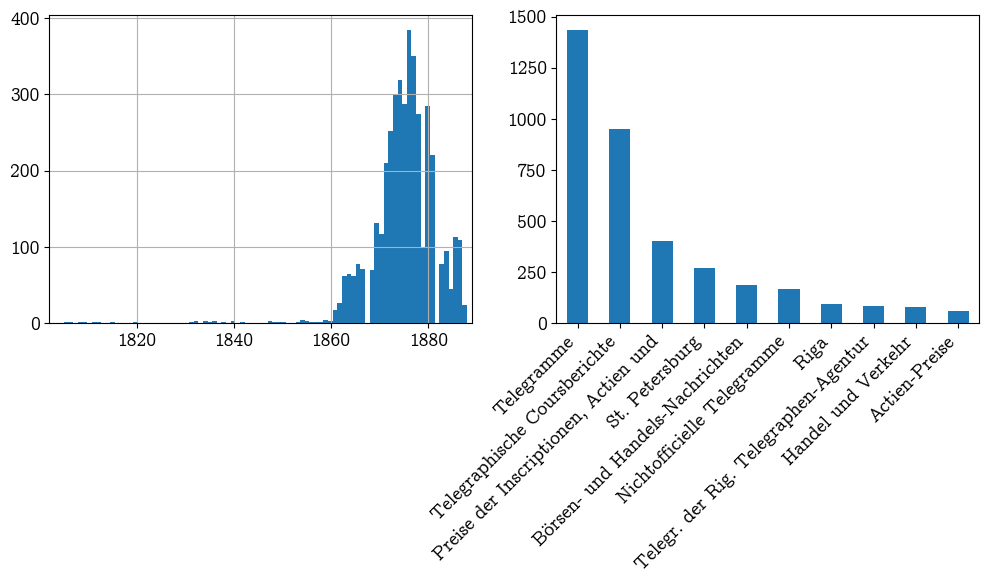 400
300
200
100
0
1820 1840 1860 1880
1500
1250
1000
750
500
250
0
Telegramme
Telegraphische Coursberichte
Preise der Inscriptionen, Actien und
St. Petersburg
Börsen- und Handels-Nachrichten
Nichtofficielle Telegramme
Riga
Telegr. der Rig. Telegraphen-Agentur
Handel und Verkehr
Actien-Preise